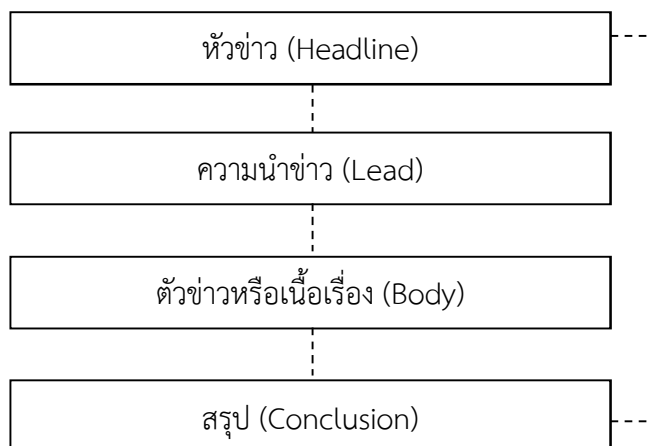 หัวข่าว (Headline)
ความนำข่าว (Lead)
ตัวข่าวหรือเนื้อเรื่อง (Body)
สรุป (Conclusion)